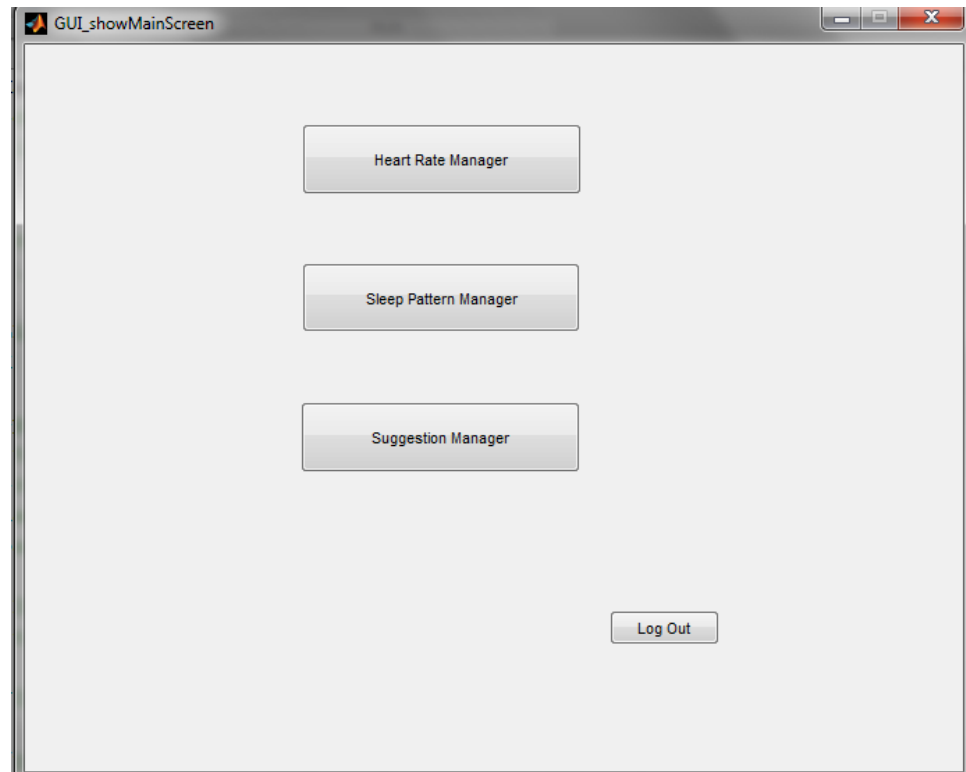 GUI_showMainScreen
Heart Rate Manager
Sleep Pattern Manager
Suggestion Manager
Log Out